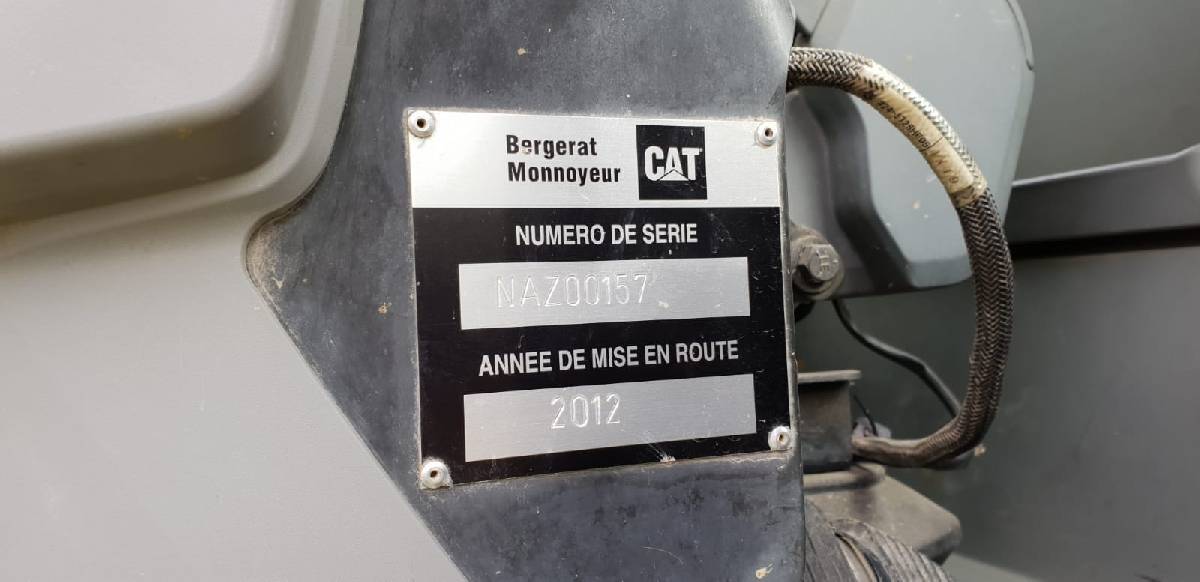 Bergerat
Monnoyeur
CAT
NUMERO DE SERIE
NAZ00157
ANNEE DE MISE EN ROUTE
2012